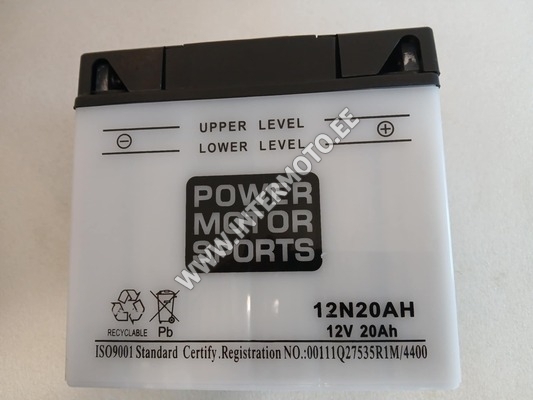 UPPER LEVEL
LOWER LEVEL
POWER
MOTOR
SPORTS
WWW.INTERMOTO.EE
12N20AH
12V 20Ah
RECYCLABLE Pb
ISO9001 Standard Certify.Registration NO.:00111Q27535R1M/4400